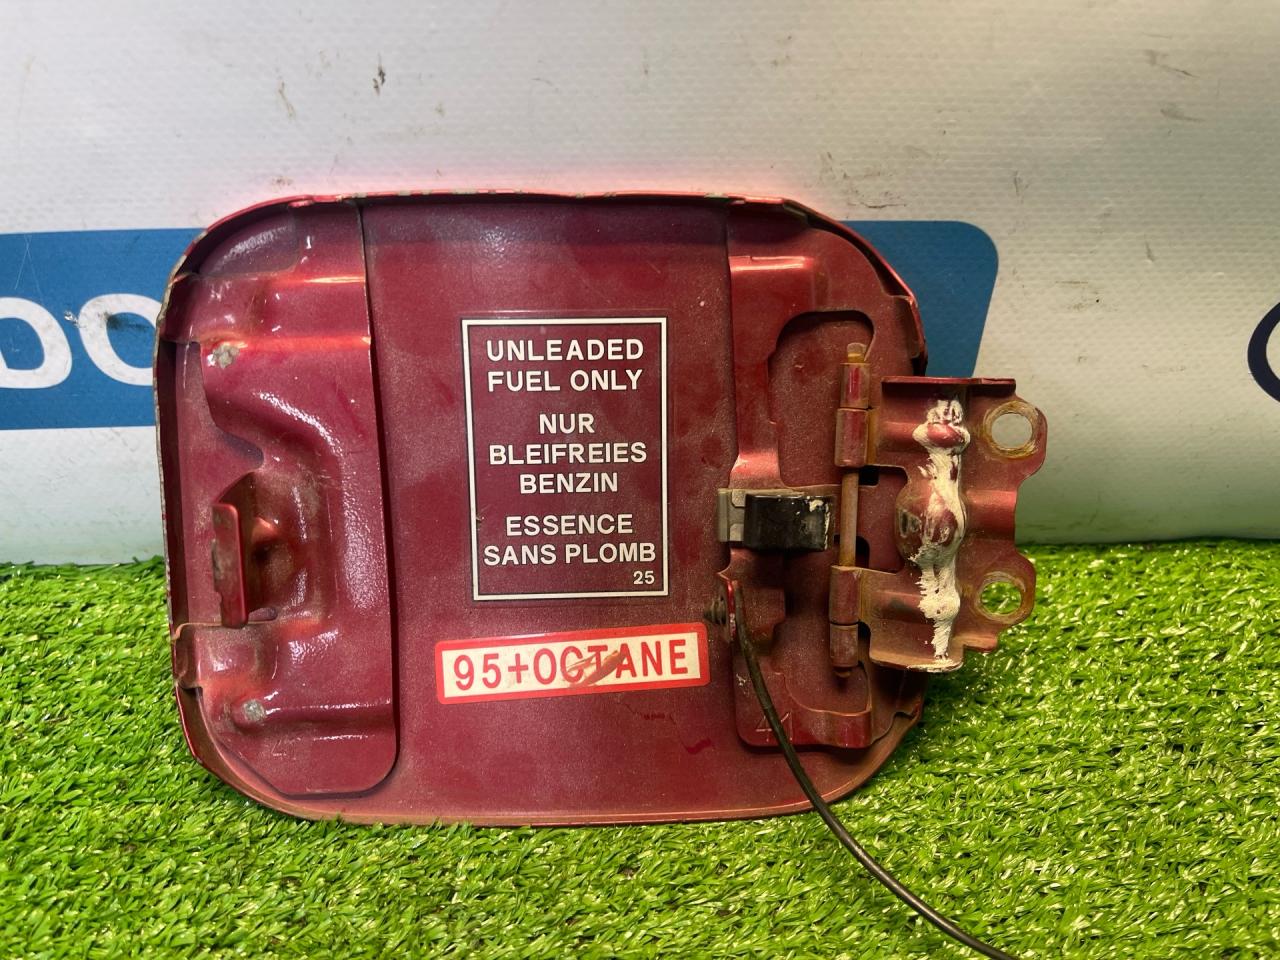 UNLEADED
FUEL ONLY
NUR
BLEIFREIES
BENZIN
ESSENCE
SANS PLOMB
25
95+OCTANE